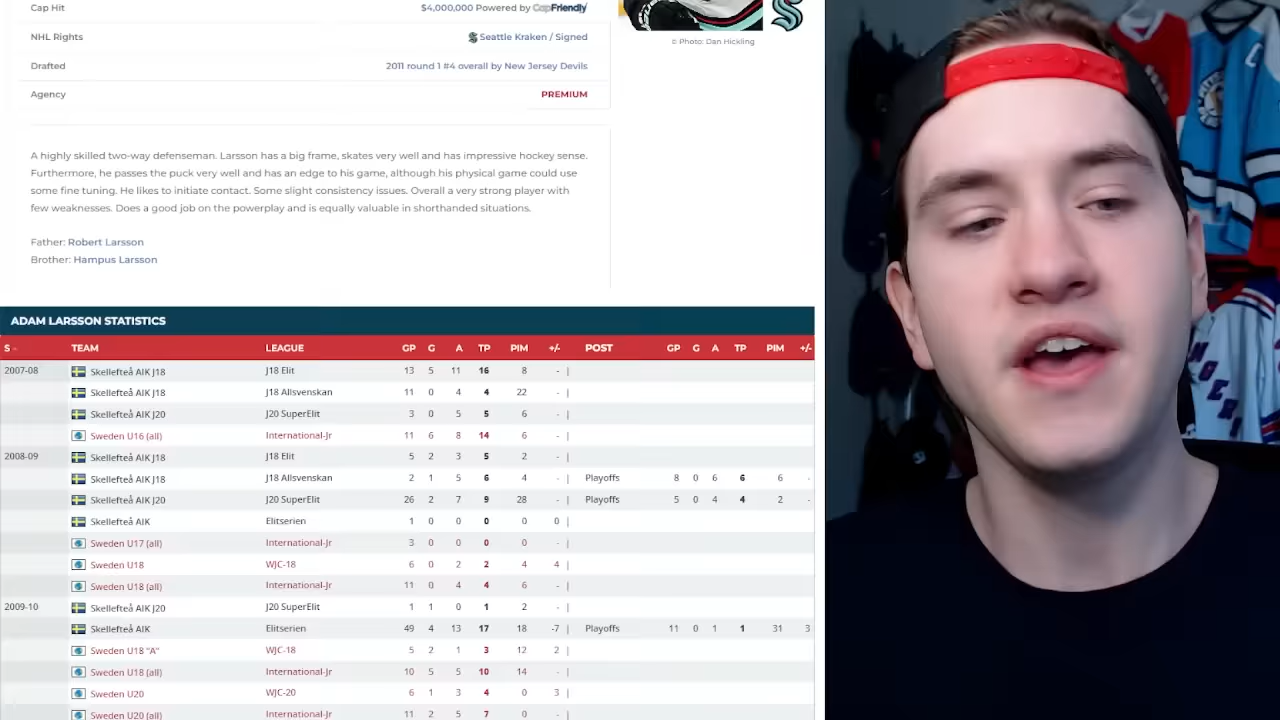 Cap Hit $4,000,000 Powered by CapFriendly
NHL Rights Seattle Kraken / Signed
© Photo: Dan Hickling
Drafted 2011 round 1 #4 overall by New Jersey Devils
Agency PREMIUM
A highly skilled two-way defenseman. Larsson has a big frame, skates very well and has impressive hockey sense.
Furthermore, he passes the puck very well and has an edge to his game, although his physical game could use
some fine tuning. He likes to initiate contact. Some slight consistency issues. Overall a very strong player with
few weaknesses. Does a good job on the powerplay and is equally valuable in shorthanded situations.
Father: Robert Larsson
Brother: Hampus Larsson
ADAM LARSSON STATISTICS
S TEAM LEAGUE GP G A TP PIM +/- POST GP G A TP PIM +/-
2007-08 Skellefteå AIK J18 J18 Elit 13 5 11 16 8 - |
Skellefteå AIK J18 J18 Allsvenskan 11 0 4 4 22 - |
Skellefteå AIK J20 J20 SuperElit 3 0 5 5 6 - |
Sweden U16 (all) International-Jr 11 6 8 14 6 - |
2008-09 Skellefteå AIK J18 J18 Elit 5 2 3 5 2 - |
Skellefteå AIK J18 J18 Allsvenskan 2 1 5 6 4 - | Playoffs 8 0 6 6 6 -
Skellefteå AIK J20 J20 SuperElit 26 2 7 9 28 - | Playoffs 5 0 4 4 2 -
Skellefteå AIK Elitserien 1 0 0 0 0 0 |
Sweden U17 (all) International-Jr 3 0 0 0 0 - |
Sweden U18 WJC-18 6 0 2 2 4 4 |
Sweden U18 (all) International-Jr 11 0 4 4 6 - |
2009-10 Skellefteå AIK J20 J20 SuperElit 1 1 0 1 2 - |
Skellefteå AIK Elitserien 49 4 13 17 18 -7 | Playoffs 11 0 1 1 31 3
Sweden U18 "A" WJC-18 5 2 1 3 12 2 |
Sweden U18 (all) International-Jr 10 5 5 10 14 - |
Sweden U20 WJC-20 6 1 3 4 0 3 |
Sweden U20 (all) International-Jr 11 2 5 7 0 - |